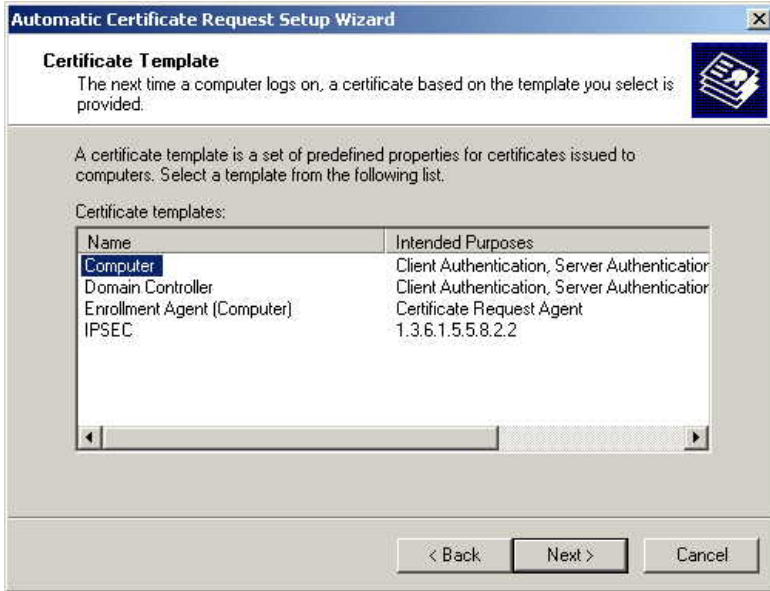 Automatic Certificate Request Setup Wizard
Certificate Template
The next time a computer logs on, a certificate based on the template you select is
provided.
A certificate template is a set of predefined properties for certificates issued to
computers. Select a template from the following list.
Certificate templates:
Name Intended Purposes
Computer Client Authentication, Server Authentication
Domain Controller Client Authentication, Server Authentication
Enrollment Agent (Computer) Certificate Request Agent
IPSEC 1.3.6.1.5.5.8.2.2
< Back Next > Cancel